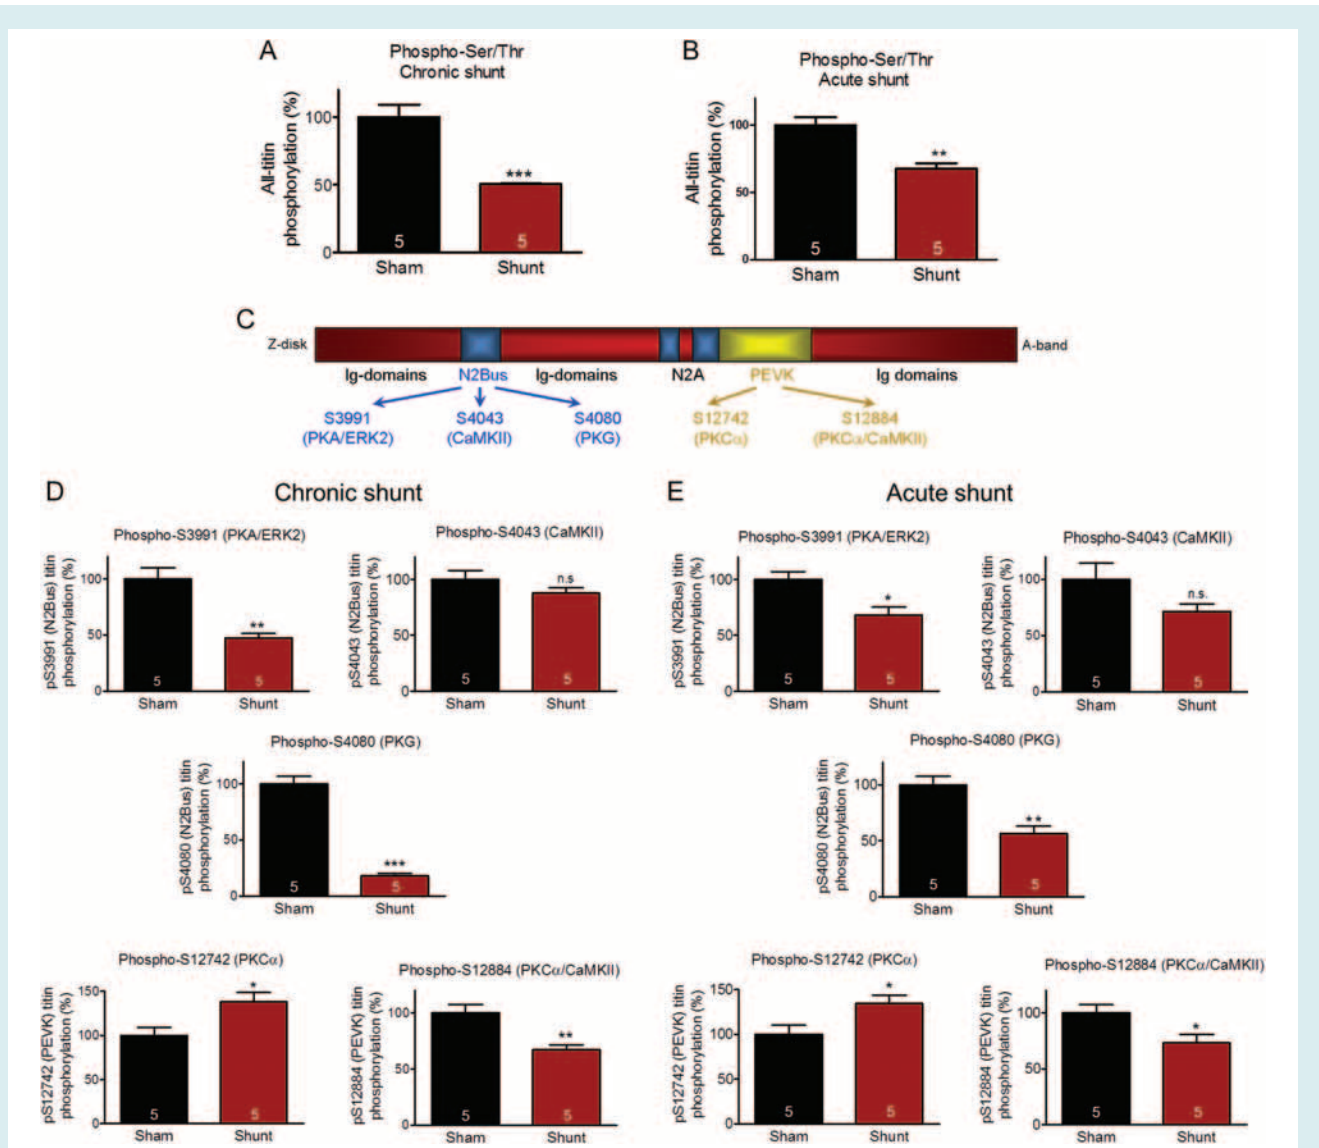 A
Phospho-Ser/Thr
Chronic shunt
All-titin
phosphorylation (%)
100
50
0
***
5
5
Sham
Shunt
B
Phospho-Ser/Thr
Acute shunt
All-titin
phosphorylation (%)
100
50
0
**
5
5
Sham
Shunt
C
Z-disk
A-band
Ig-domains
N2Bus
Ig-domains
N2A
PEVK
Ig domains
S3991
(PKA/ERK2)
S4043
(CaMKII)
S4080
(PKG)
S12742
(PKCα)
S12884
(PKCα/CaMKII)
D
Chronic shunt
Phospho-S3991 (PKA/ERK2)
pS3991 (N2Bus) titin
phosphorylation (%)
100
50
0
**
5
5
Sham
Shunt
Phospho-S4043 (CaMKII)
pS4043 (N2Bus) titin
phosphorylation (%)
100
50
0
n.s
5
5
Sham
Shunt
Phospho-S4080 (PKG)
pS4080 (N2Bus) titin
phosphorylation (%)
100
50
0
***
5
5
Sham
Shunt
Phospho-S12742 (PKCα)
pS12742 (PEVK) titin
phosphorylation (%)
150
100
50
0
*
5
5
Sham
Shunt
Phospho-S12884 (PKCα/CaMKII)
pS12884 (PEVK) titin
phosphorylation (%)
100
50
0
**
5
5
Sham
Shunt
E
Acute shunt
Phospho-S3991 (PKA/ERK2)
pS3991 (N2Bus) titin
phosphorylation (%)
100
50
0
*
5
5
Sham
Shunt
Phospho-S4043 (CaMKII)
pS4043 (N2Bus) titin
phosphorylation (%)
100
50
0
n.s.
5
5
Sham
Shunt
Phospho-S4080 (PKG)
pS4080 (N2Bus) titin
phosphorylation (%)
100
50
0
**
5
5
Sham
Shunt
Phospho-S12742 (PKCα)
pS12742 (PEVK) titin
phosphorylation (%)
150
100
50
0
*
5
5
Sham
Shunt
Phospho-S12884 (PKCα/CaMKII)
pS12884 (PEVK) titin
phosphorylation (%)
100
50
0
*
5
5
Sham
Shunt